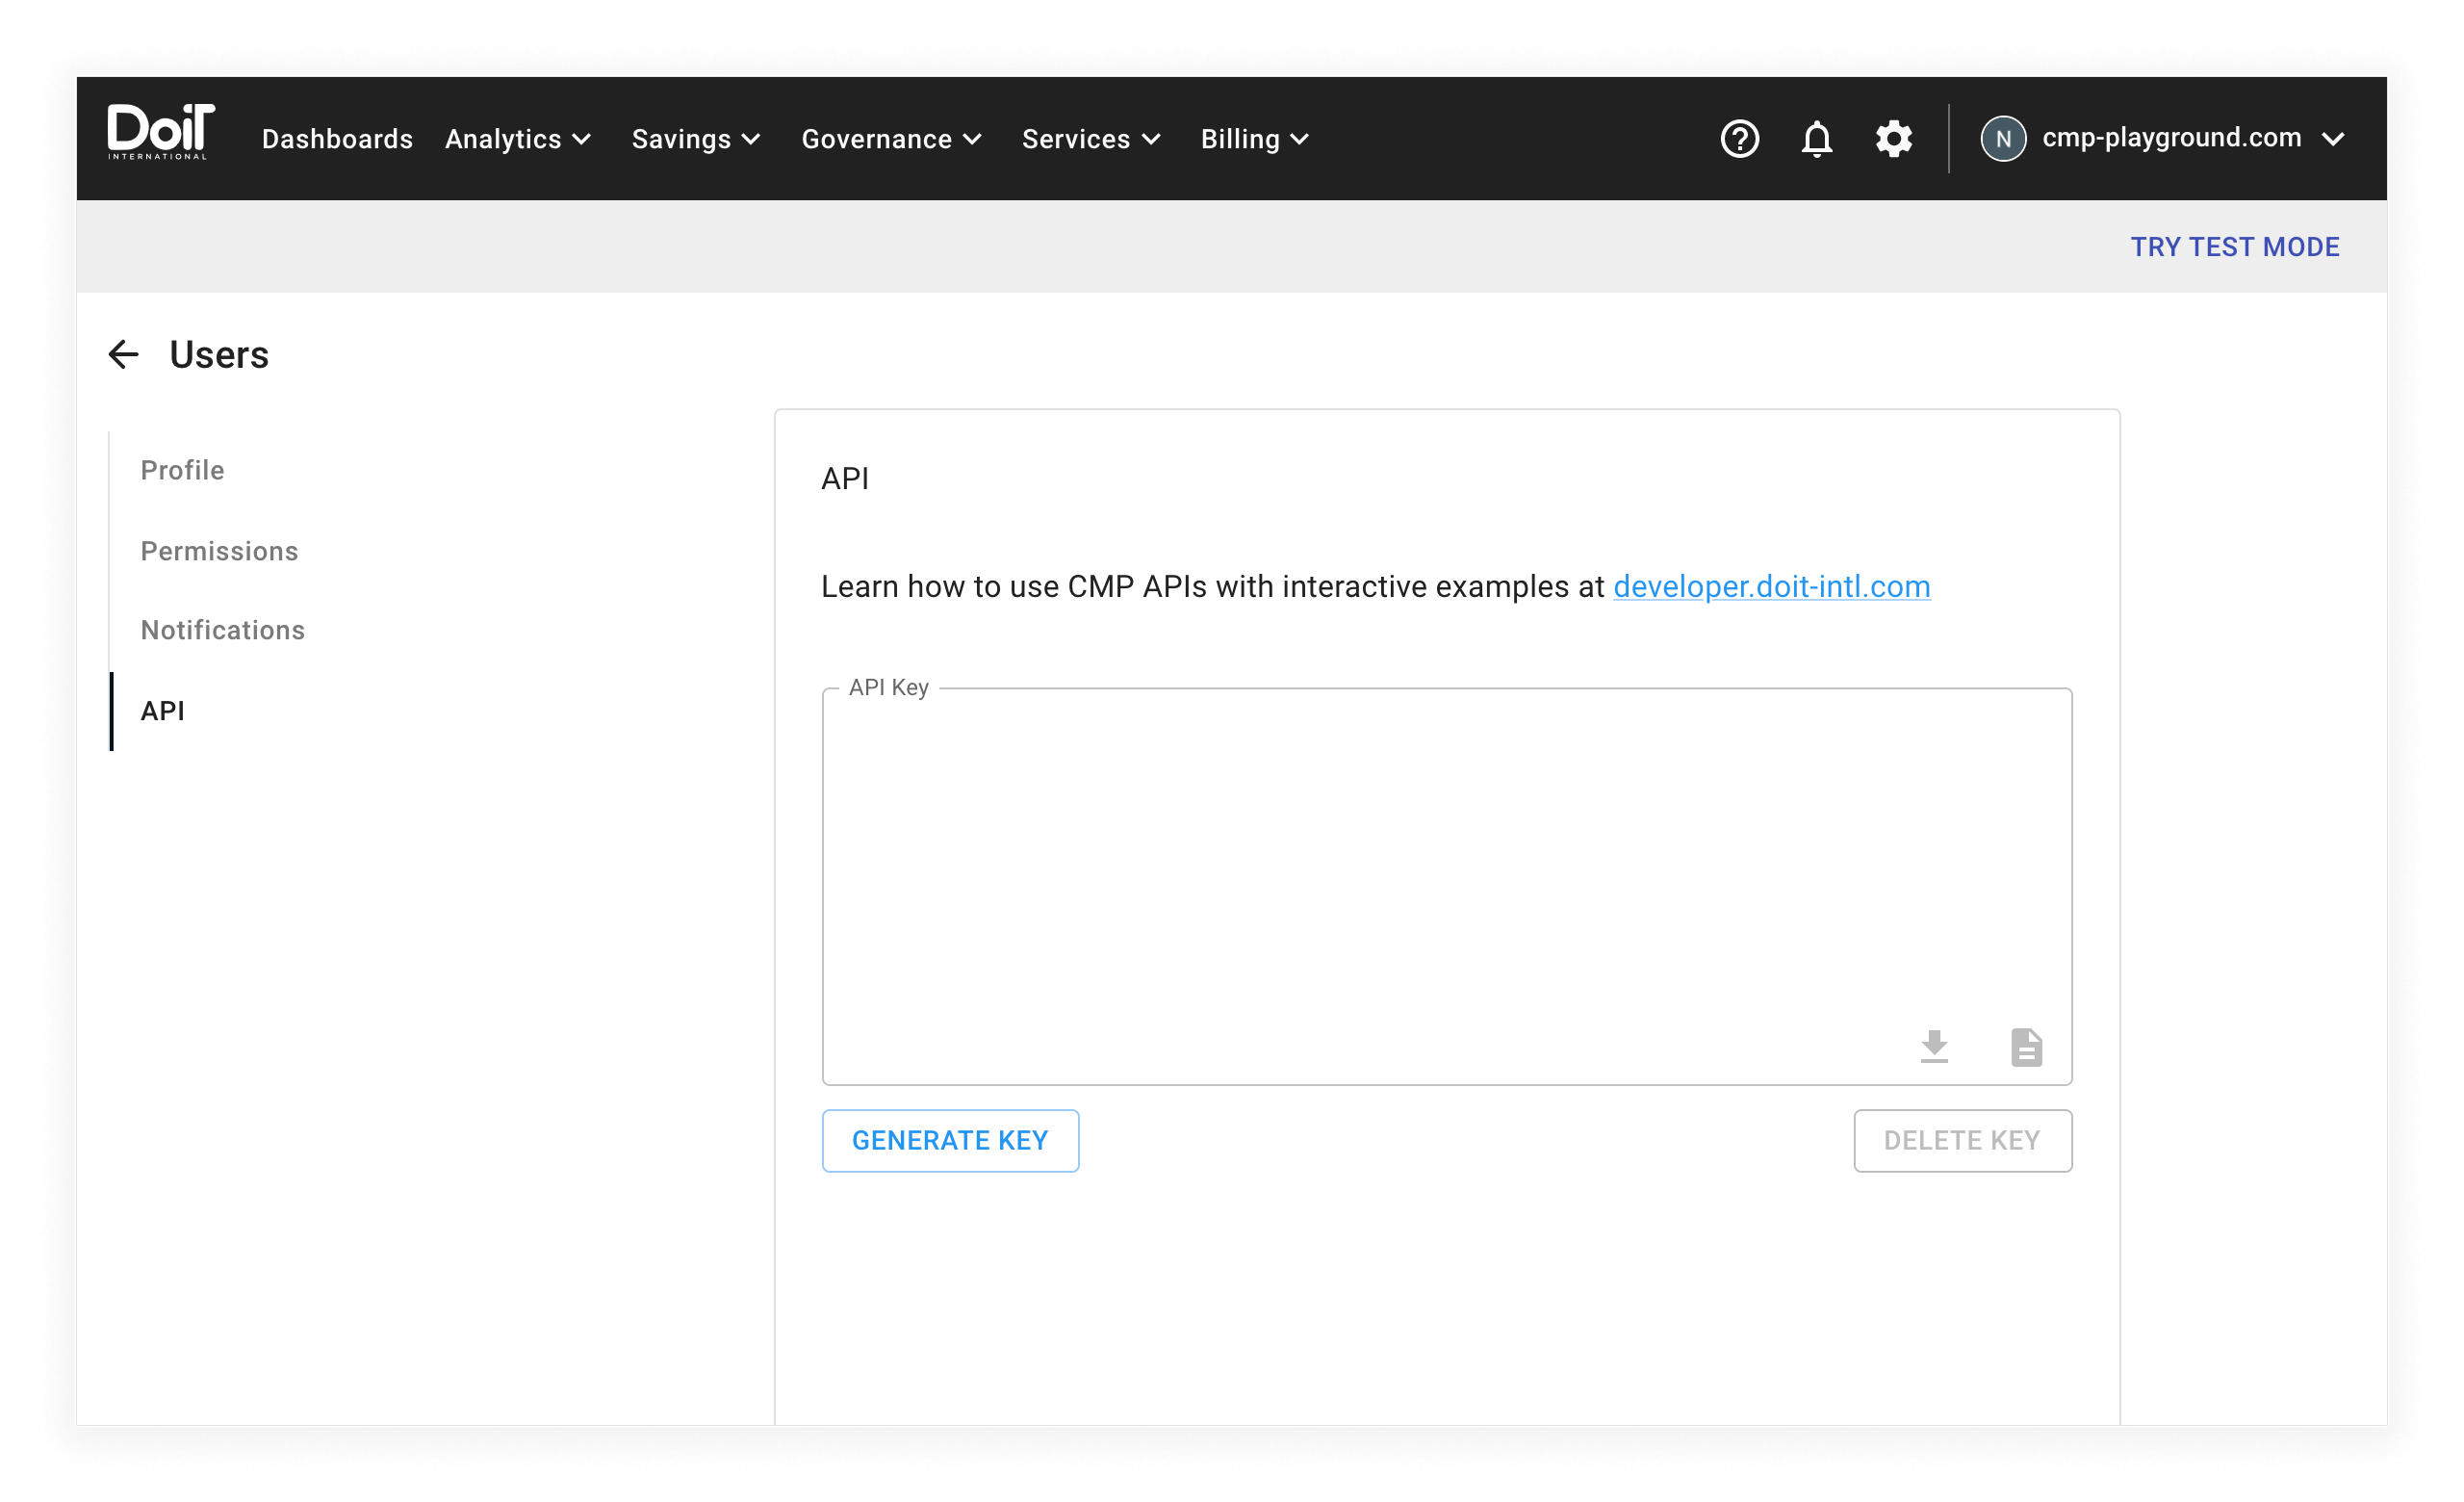 DoiT
INTERNATIONAL
Dashboards Analytics Savings Governance Services Billing N cmp-playground.com
TRY TEST MODE
Users
Profile
Permissions
Notifications
API
API
Learn how to use CMP APIs with interactive examples at developer.doit-intl.com
API Key
GENERATE KEY DELETE KEY